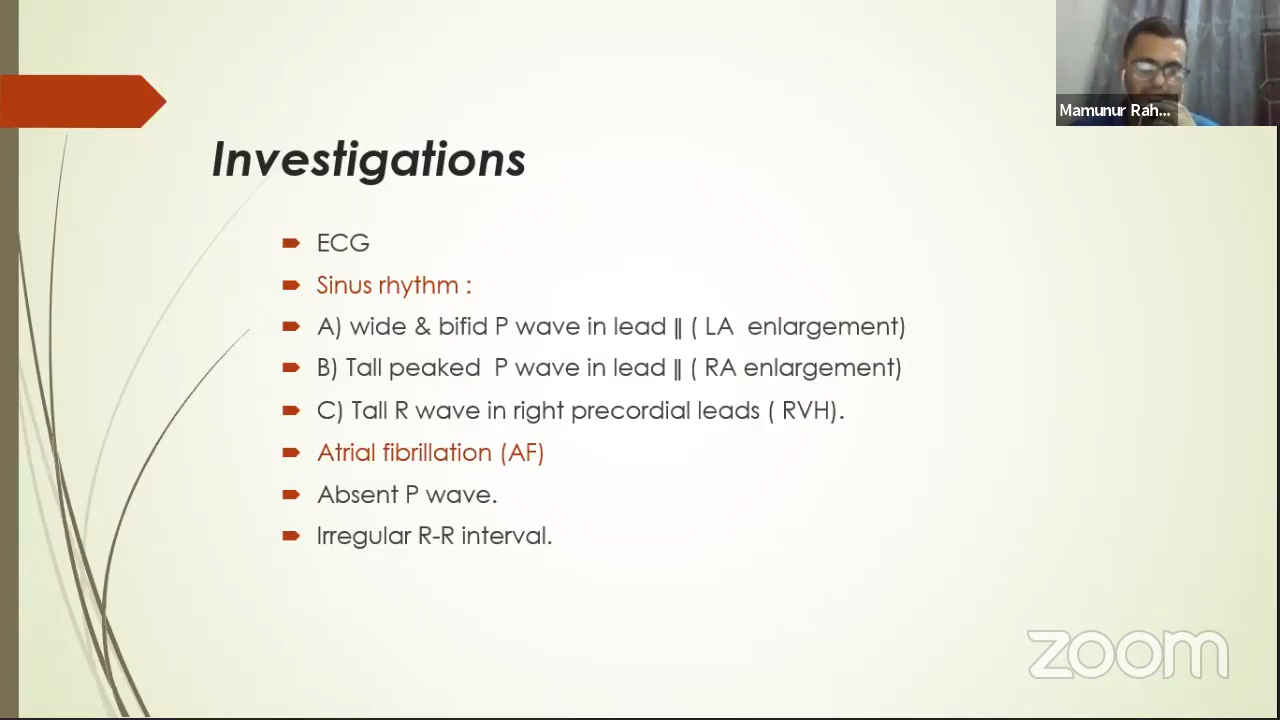 Mamunur Rah...
Investigations
ECG
Sinus rhythm :
A) wide & bifid P wave in lead ǁ ( LA enlargement)
B) Tall peaked P wave in lead ǁ ( RA enlargement)
C) Tall R wave in right precordial leads ( RVH).
Atrial fibrillation (AF)
Absent P wave.
Irregular R-R interval.
zoom